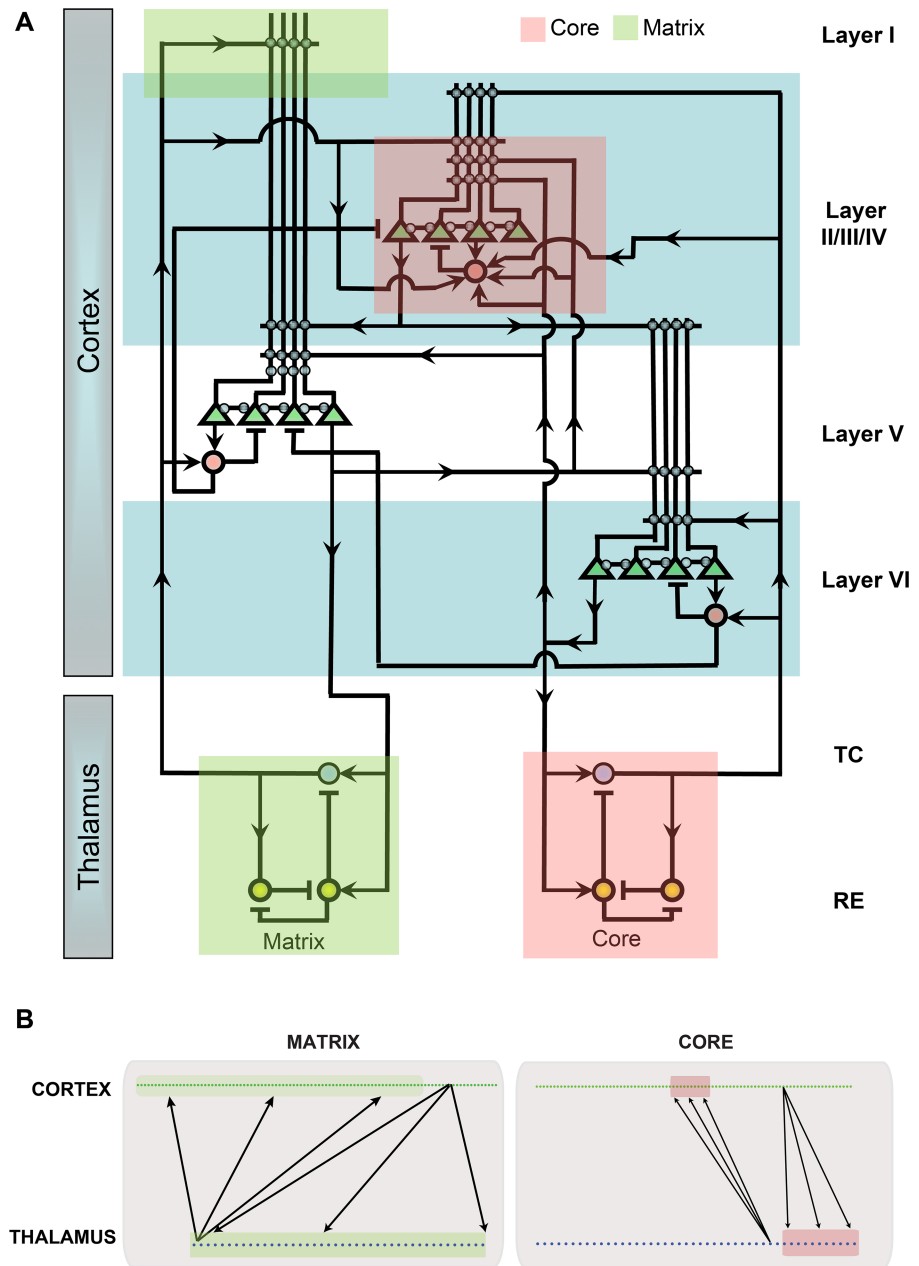 A
Core
Matrix
Layer I
Layer
II/III/IV
Cortex
Layer V
Layer VI
Thalamus
TC
RE
Matrix
Core
B
MATRIX
CORE
CORTEX
THALAMUS